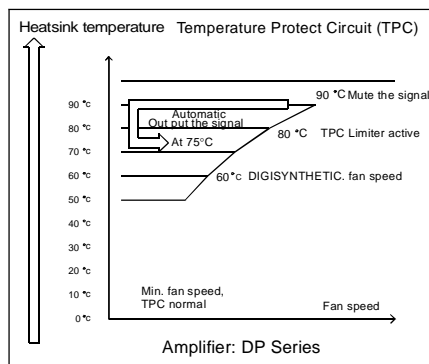 Heatsink temperature Temperature Protect Circuit (TPC)
90 °C Mute the signal
90 °C
Automatic
Out put the signal
80 °C
80 °C TPC Limiter active
At 75°C
70 °C
60 °C
60°C DIGISYNTHETIC. fan speed
50 °C
40 °C
30 °C
20 °C
10 °C
Min. fan speed,
TPC normal
Fan speed
0 °C
Amplifier: DP Series